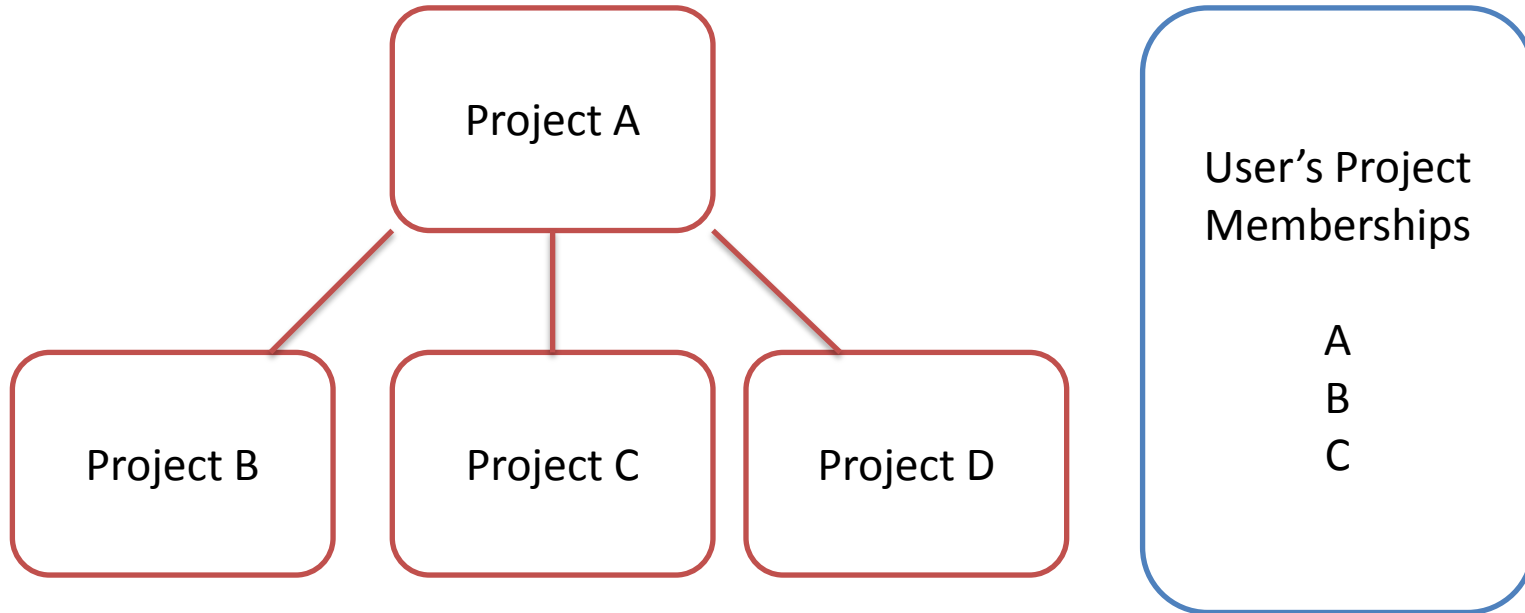 Project A
Project B
Project C
Project D
User’s Project
Memberships
A
B
C